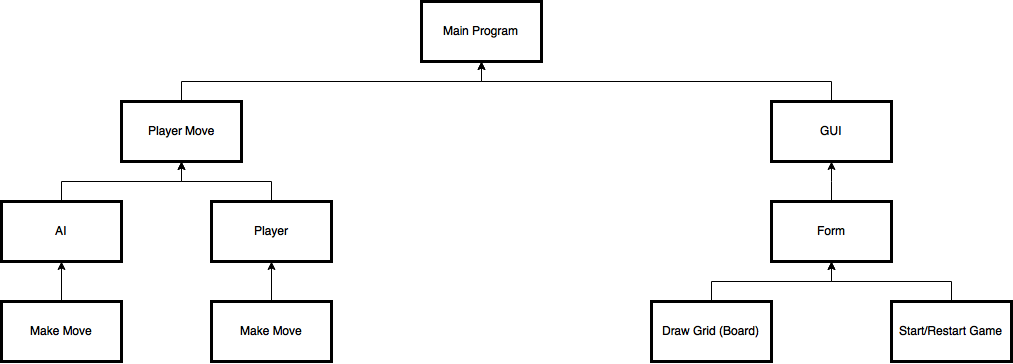 Main Program
Player Move
GUI
AI
Player
Form
Make Move
Make Move
Draw Grid (Board)
Start/Restart Game